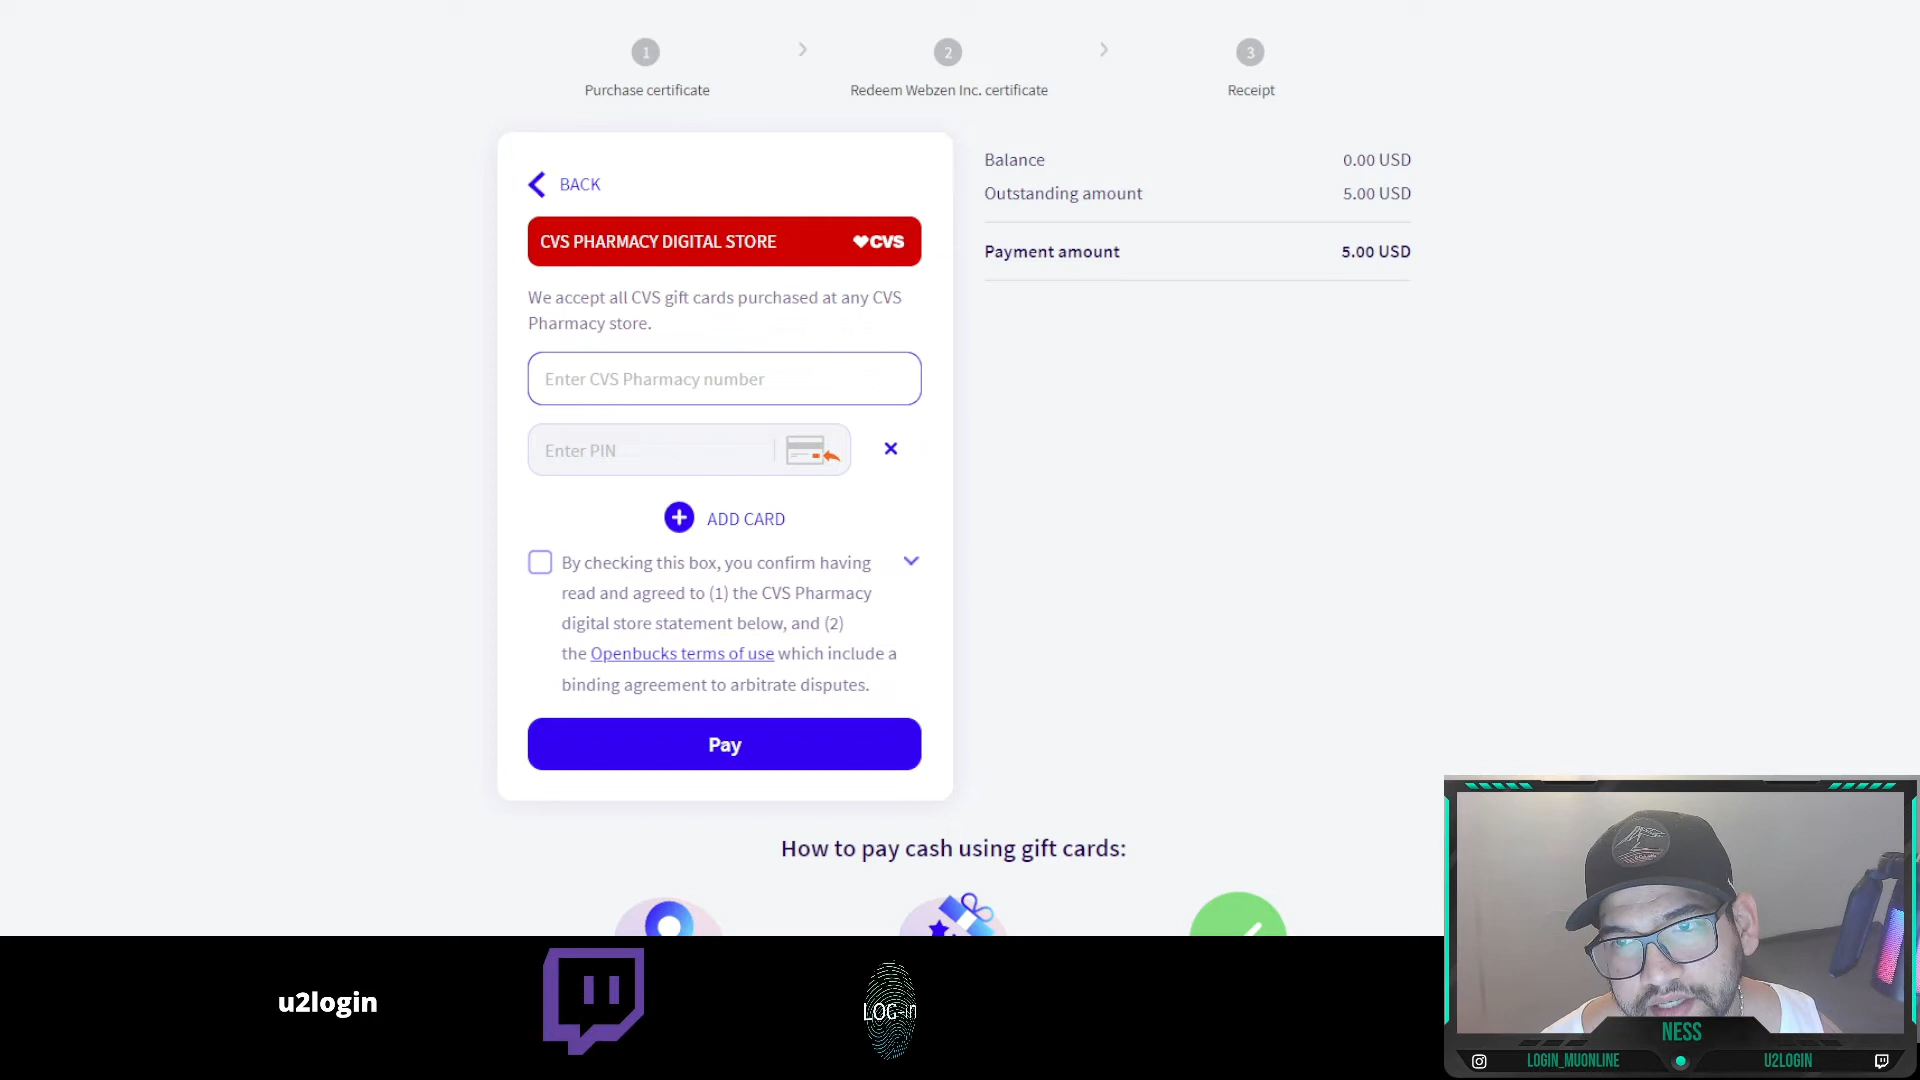 1
2
3
Purchase certificate
Redeem Webzen Inc. certificate
Receipt
BACK
CVS PHARMACY DIGITAL STORE
CVS
We accept all CVS gift cards purchased at any CVS
Pharmacy store.
Enter CVS Pharmacy number
Enter PIN
ADD CARD
By checking this box, you confirm having
read and agreed to (1) the CVS Pharmacy
digital store statement below, and (2)
the Openbucks terms of use which include a
binding agreement to arbitrate disputes.
Pay
Balance 0.00 USD
Outstanding amount 5.00 USD
Payment amount 5.00 USD
How to pay cash using gift cards:
u2login
LOG-in
NESS
LOGIN_MUONLINE
U2LOGIN